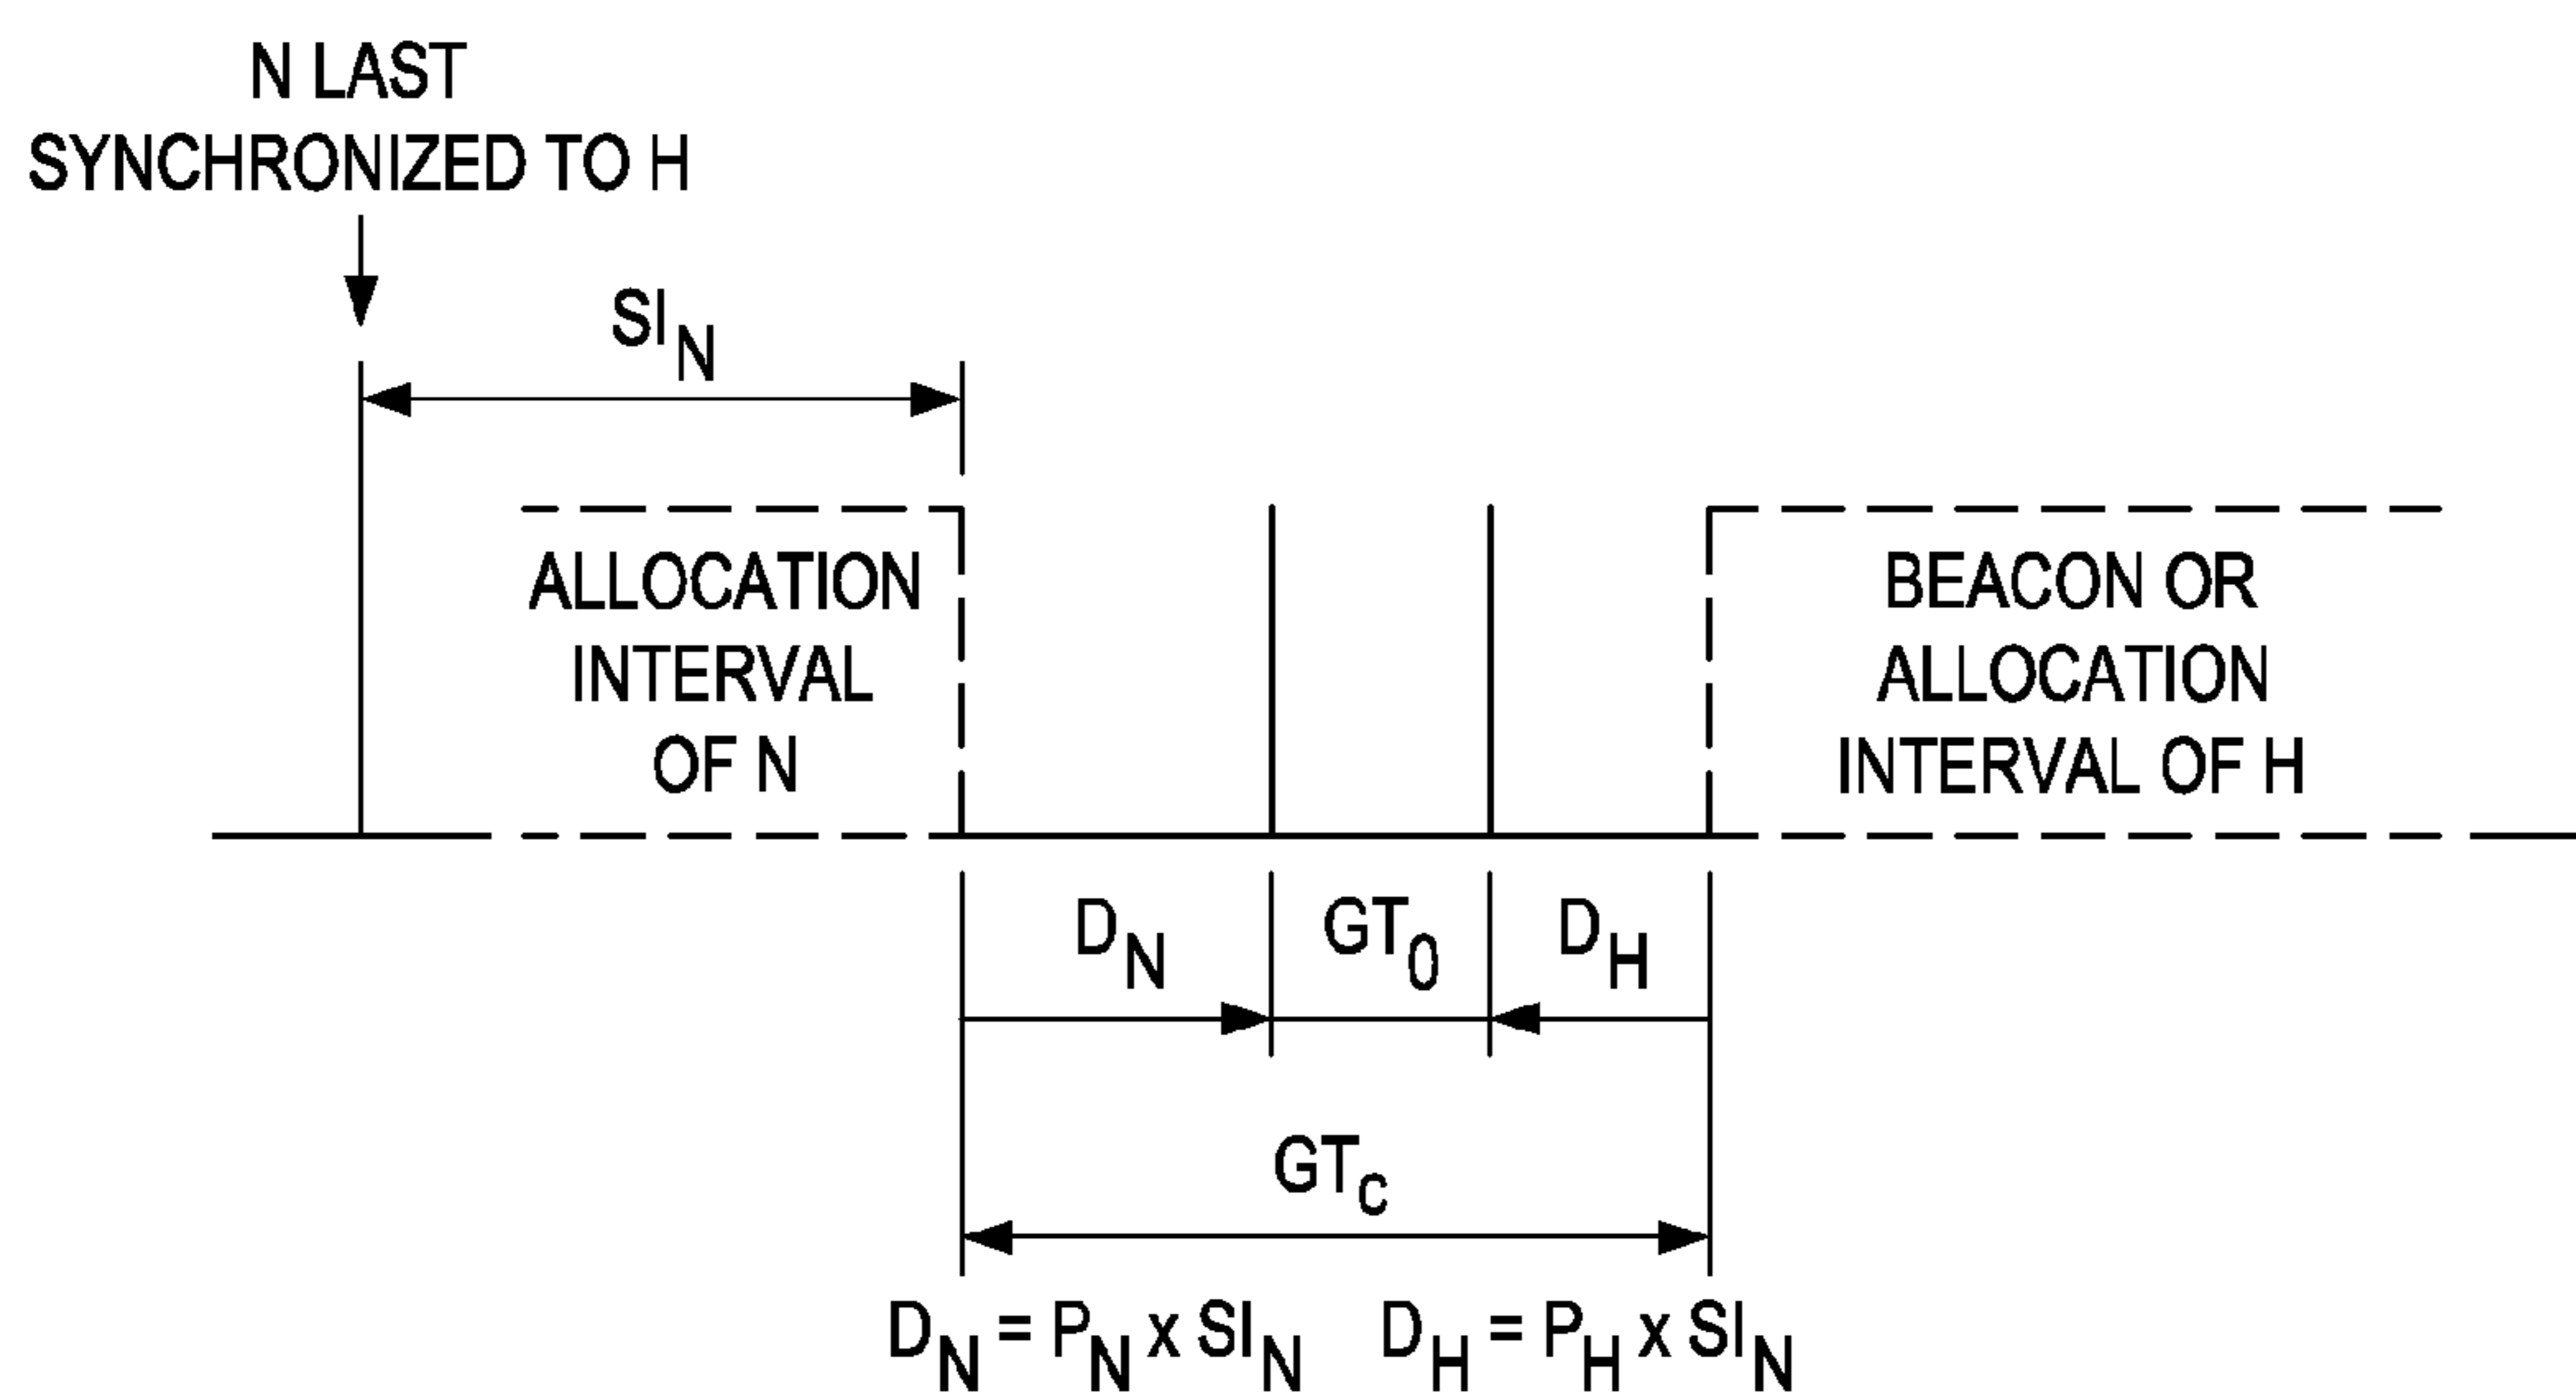 N LAST
SYNCHRONIZED TO H
SI_N
ALLOCATION
INTERVAL
OF N
BEACON OR
ALLOCATION
INTERVAL OF H
D_N GT_0 D_H
GT_c
D_N = P_N x SI_N D_H = P_H x SI_N